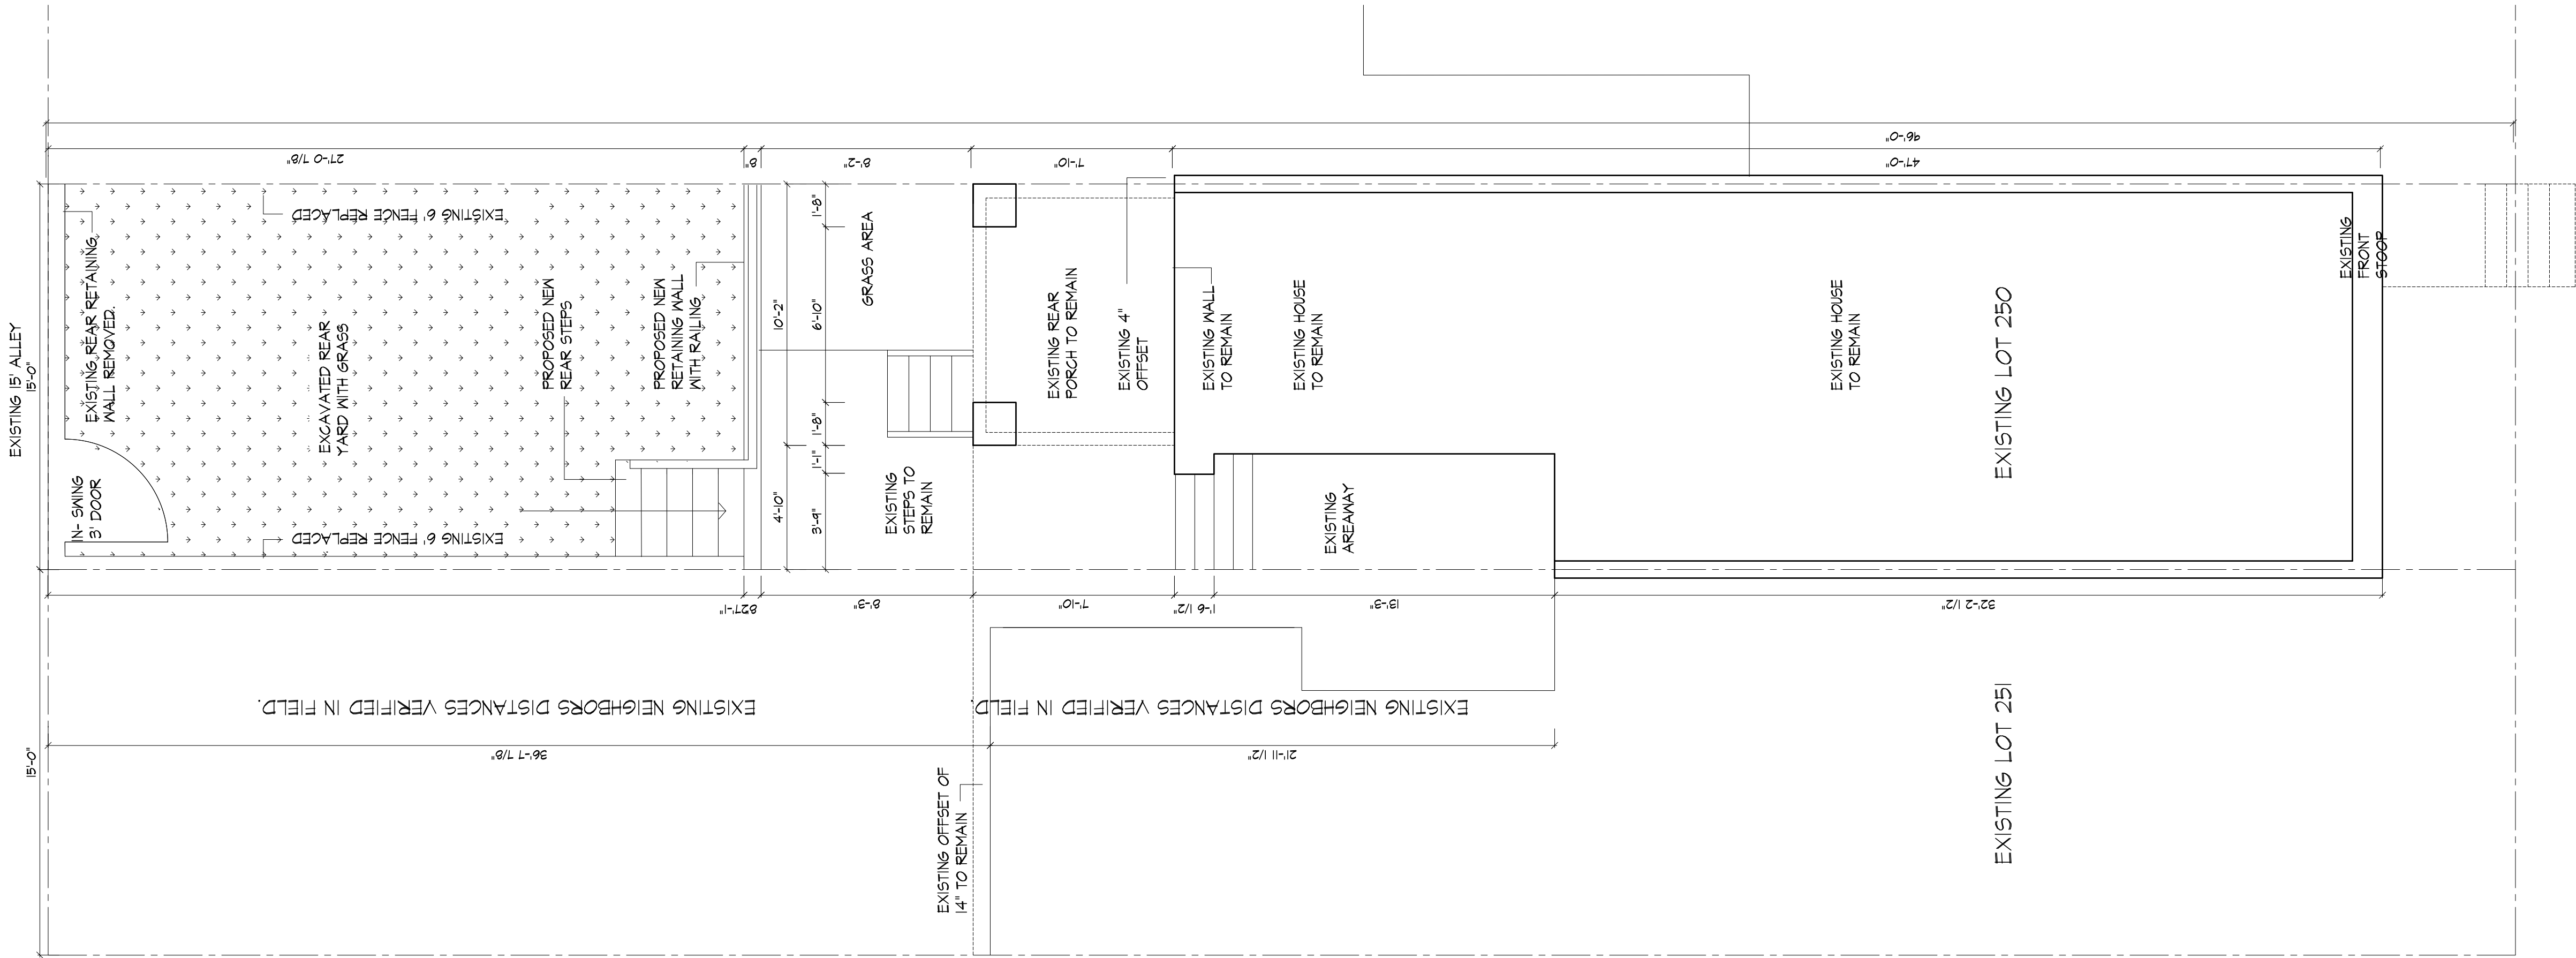 EXISTING 15' ALLEY
15'-0"
15'-0"
96'-0"
27'-0 7/8"
8"
8'-2"
7'-10"
47'-0"
EXISTING REAR RETAINING
WALL REMOVED.
EXISTING 6' FENCE REPLACED
EXCAVATED REAR
YARD WITH GRASS
IN- SWING
3' DOOR
EXISTING 6' FENCE REPLACED
PROPOSED NEW
REAR STEPS
PROPOSED NEW
RETAINING WALL
WITH RAILING
10'-2"
4'-10"
1'-8"
6'-10"
1'-8"
1'-1"
3'-9"
GRASS AREA
EXISTING
STEPS TO
REMAIN
EXISTING REAR
PORCH TO REMAIN
EXISTING 4"
OFFSET
EXISTING WALL
TO REMAIN
EXISTING HOUSE
TO REMAIN
EXISTING
AREAWAY
EXISTING HOUSE
TO REMAIN
EXISTING LOT 250
EXISTING
FRONT
STOOP
827'-1"
8'-3"
7'-10"
1'-6 1/2"
13'-3"
32'-2 1/2"
EXISTING NEIGHBORS DISTANCES VERIFIED IN FIELD.
EXISTING NEIGHBORS DISTANCES VERIFIED IN FIELD.
36'-7 7/8"
21'-11 1/2"
EXISTING OFFSET OF
14" TO REMAIN
EXISTING LOT 251